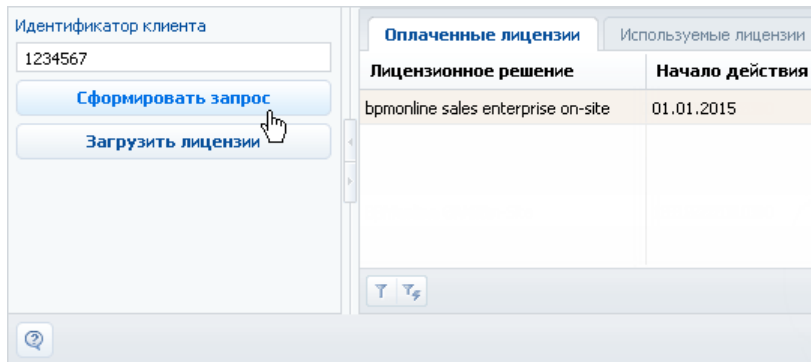 Идентификатор клиента
1234567
Сформировать запрос
Загрузить лицензии
Оплаченные лицензии
Используемые лицензии
Лицензионное решение
Начало действия
bpmonline sales enterprise on-site
01.01.2015